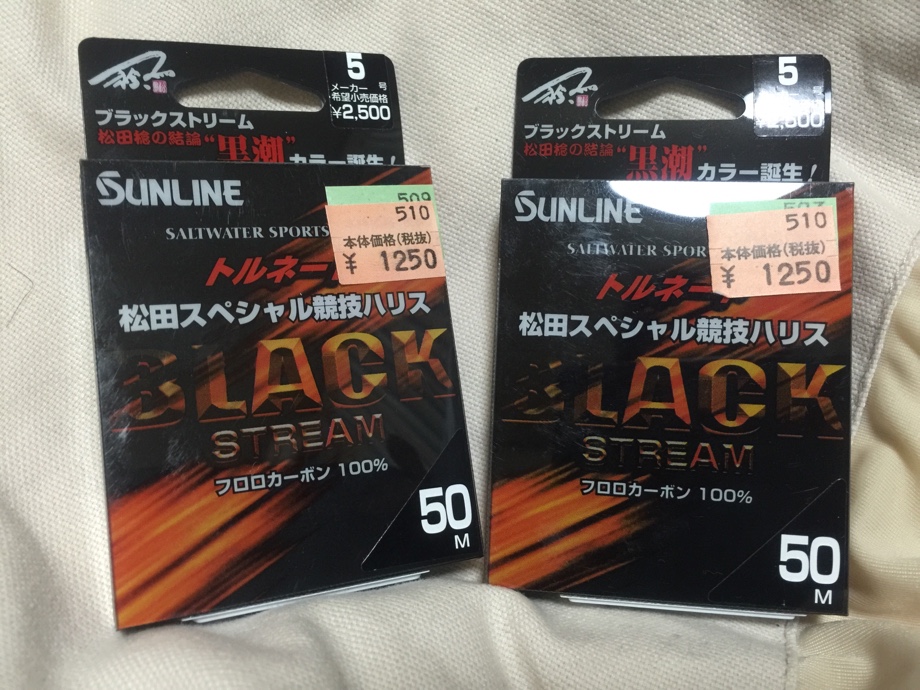 5
号
メーカー
希望小売価格
¥2,500
ブラックストリーム
松田稔の結論“黒潮”カラー誕生!
SUNLINE
509
510
SALTWATER SPORTS
本体価格(税抜)
¥ 1250
トルネード
松田スペシャル競技ハリス
BLACK
STREAM
フロロカーボン 100%
50
M
5
号
¥2,500
ブラックストリーム
松田稔の結論“黒潮”カラー誕生!
SUNLINE
510
SALTWATER SPOR
本体価格(税抜)
¥ 1250
トルネード
松田スペシャル競技ハリス
BLACK
STREAM
フロロカーボン 100%
50
M